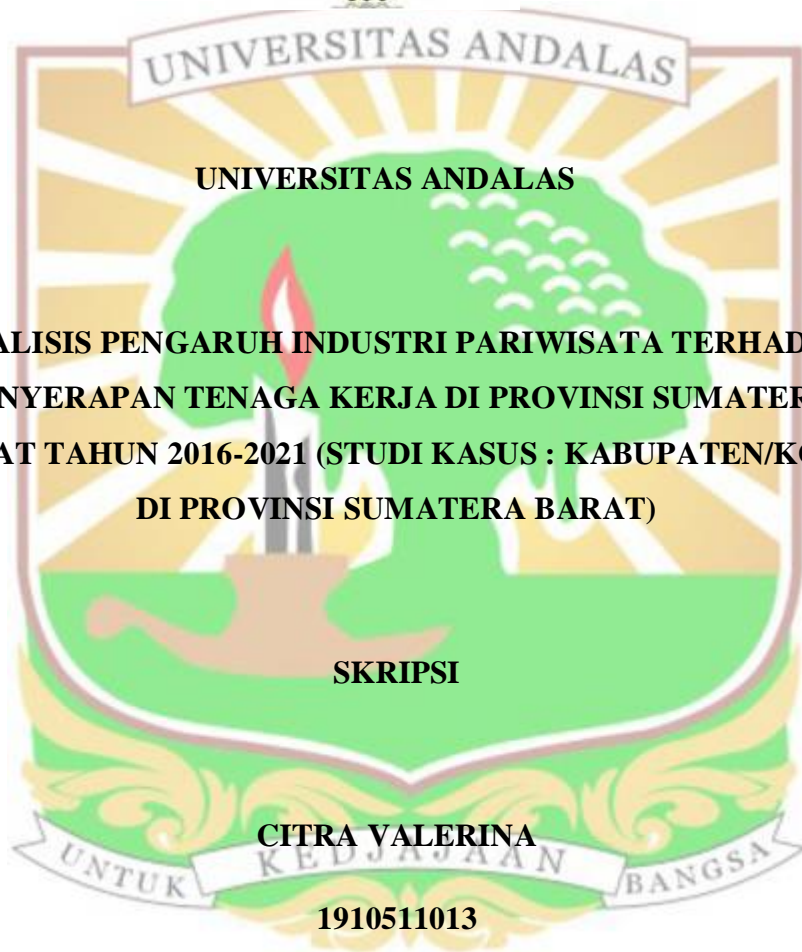 UNIVERSITAS ANDALAS
UNIVERSITAS ANDALAS
ALISIS PENGARUH INDUSTRI PARIWISATA TERHAD
NYERAPAN TENAGA KERJA DI PROVINSI SUMATER
AT TAHUN 2016-2021 (STUDI KASUS : KABUPATEN/KO
DI PROVINSI SUMATERA BARAT)
SKRIPSI
CITRA VALERINA
UNTUK KEDJAJAAN BANGSA
1910511013